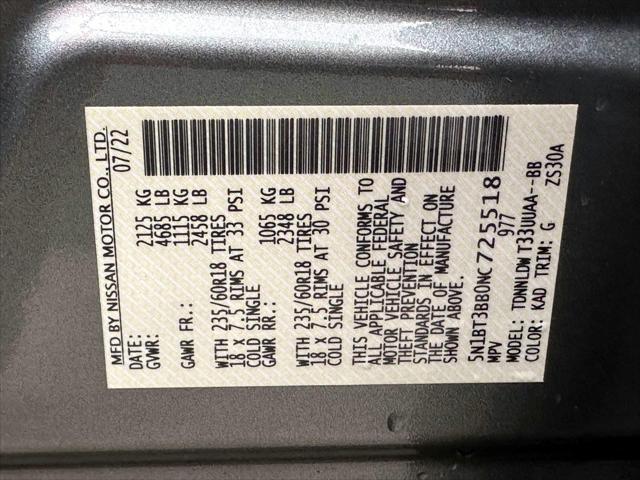 MFD BY NISSAN MOTOR CO., LTD.
DATE: 07/22
GVWR: 2125 KG
4685 LB
GAWR FR.: 1115 KG
2458 LB
WITH 235/60R18 TIRES
18 X 7.5 RIMS AT 33 PSI
COLD SINGLE
GAWR RR.: 1065 KG
2348 LB
WITH 235/60R18 TIRES
18 X 7.5 RIMS AT 30 PSI
COLD SINGLE
THIS VEHICLE CONFORMS TO
ALL APPLICABLE FEDERAL
MOTOR VEHICLE SAFETY AND
THEFT PREVENTION
STANDARDS IN EFFECT ON
THE DATE OF MANUFACTURE
SHOWN ABOVE.
5N1BT3BB0NC725518
MPV 977
MODEL: TDNNLDW T33UUAA--BB
COLOR: KAD TRIM: G ZS30A